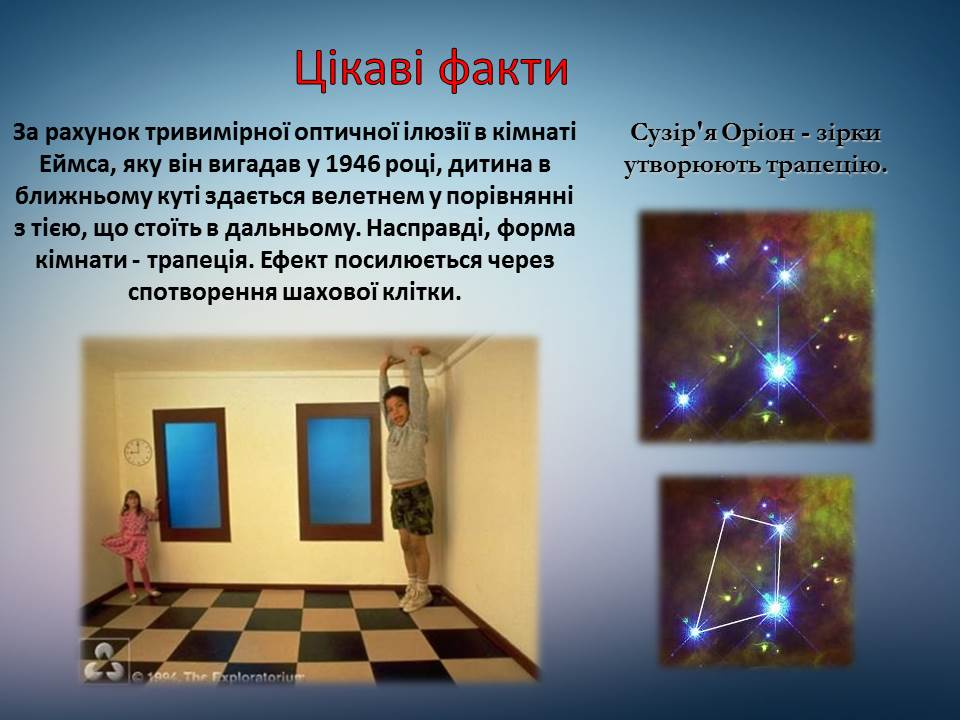 Цікаві факти
За рахунок тривимірної оптичної ілюзії в кімнаті
Еймса, яку він вигадав у 1946 році, дитина в
ближньому куті здається велетнем у порівнянні
з тією, що стоїть в дальньому. Насправді, форма
кімнати - трапеція. Ефект посилюється через
спотворення шахової клітки.
Сузір'я Оріон - зірки
утворюють трапецію.
© 1994, The Exploratorium